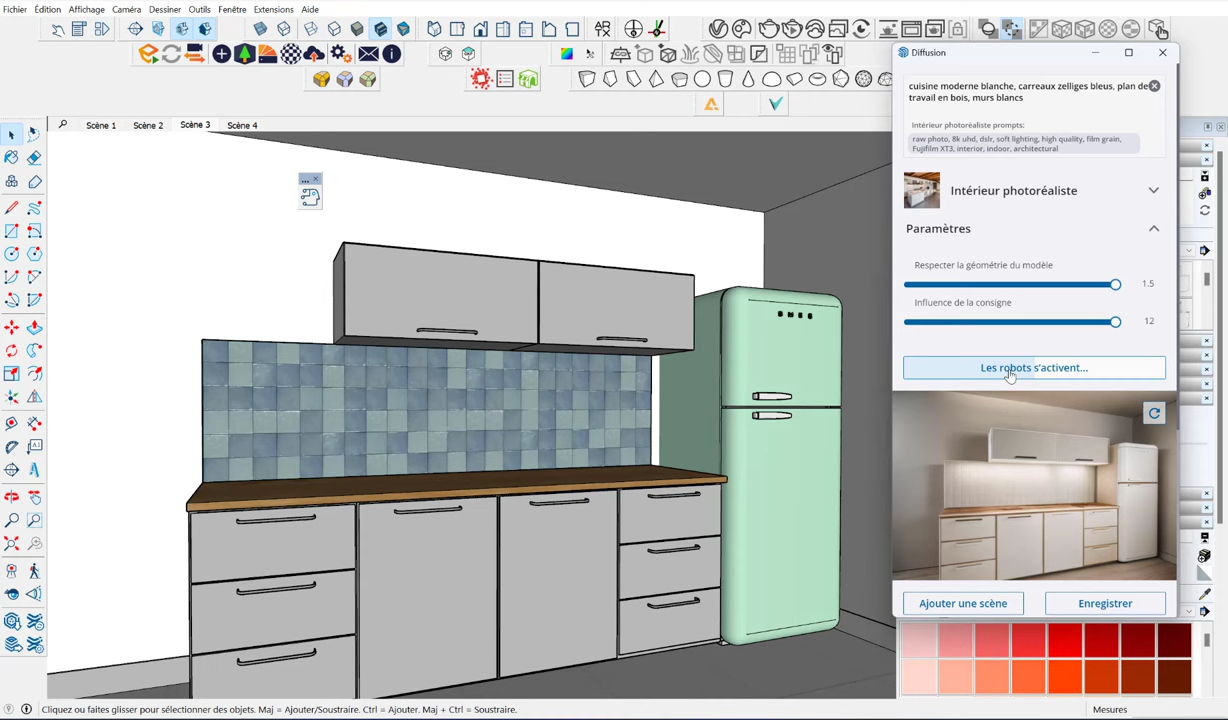 Fichier Édition Affichage Caméra Dessiner Outils Fenêtre Extensions Aide
AR
Scène 1 Scène 2 Scène 3 Scène 4
Diffusion
cuisine moderne blanche, carreaux zelliges bleus, plan de
travail en bois, murs blancs
Intérieur photoréaliste prompts:
raw photo, 8k uhd, dslr, soft lighting, high quality, film grain,
Fujifilm XT3, interior, indoor, architectural
Intérieur photoréaliste
Paramètres
Respecter la géométrie du modèle
1.5
Influence de la consigne
12
Les robots s'activent...
Ajouter une scène Enregistrer
SMEG
Cliquez ou faites glisser pour sélectionner des objets. Maj = Ajouter/Soustraire. Ctrl = Ajouter. Maj + Ctrl = Soustraire.
Mesures